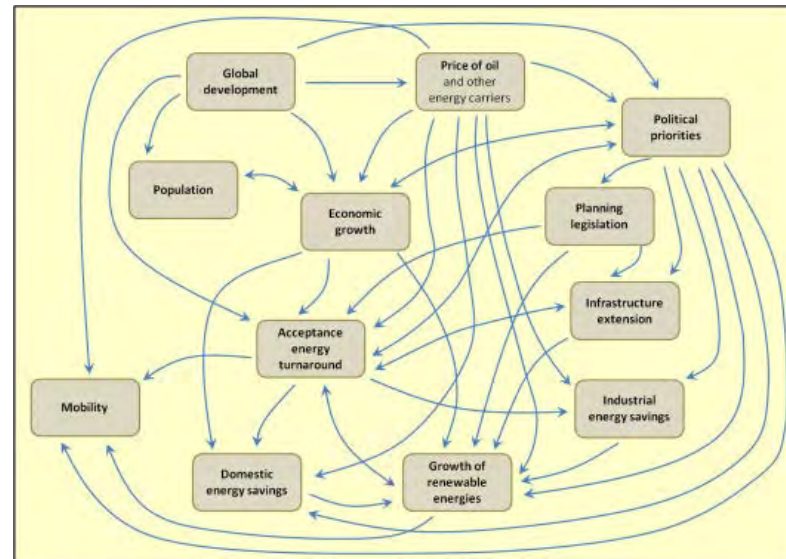 Global
development
Price of oil
and other
energy carriers
Political
priorities
Population
Economic
growth
Planning
legislation
Infrastructure
extension
Acceptance
energy
turnaround
Mobility
Industrial
energy savings
Domestic
energy savings
Growth of
renewable
energies